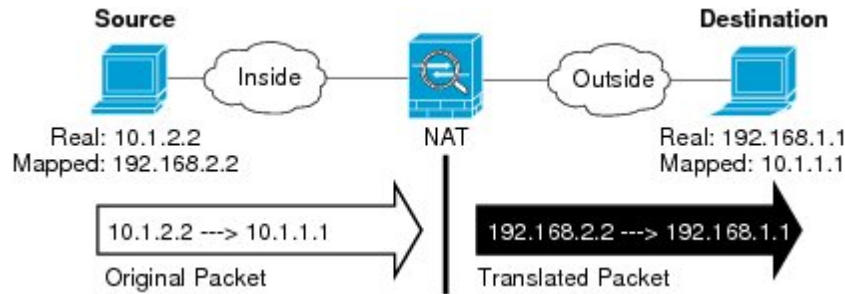 Source
Destination
Inside
Outside
Real: 10.1.2.2
Mapped: 192.168.2.2
NAT
Real: 192.168.1.1
Mapped: 10.1.1.1
10.1.2.2 ---> 10.1.1.1
192.168.2.2 ---> 192.168.1.1
Original Packet
Translated Packet